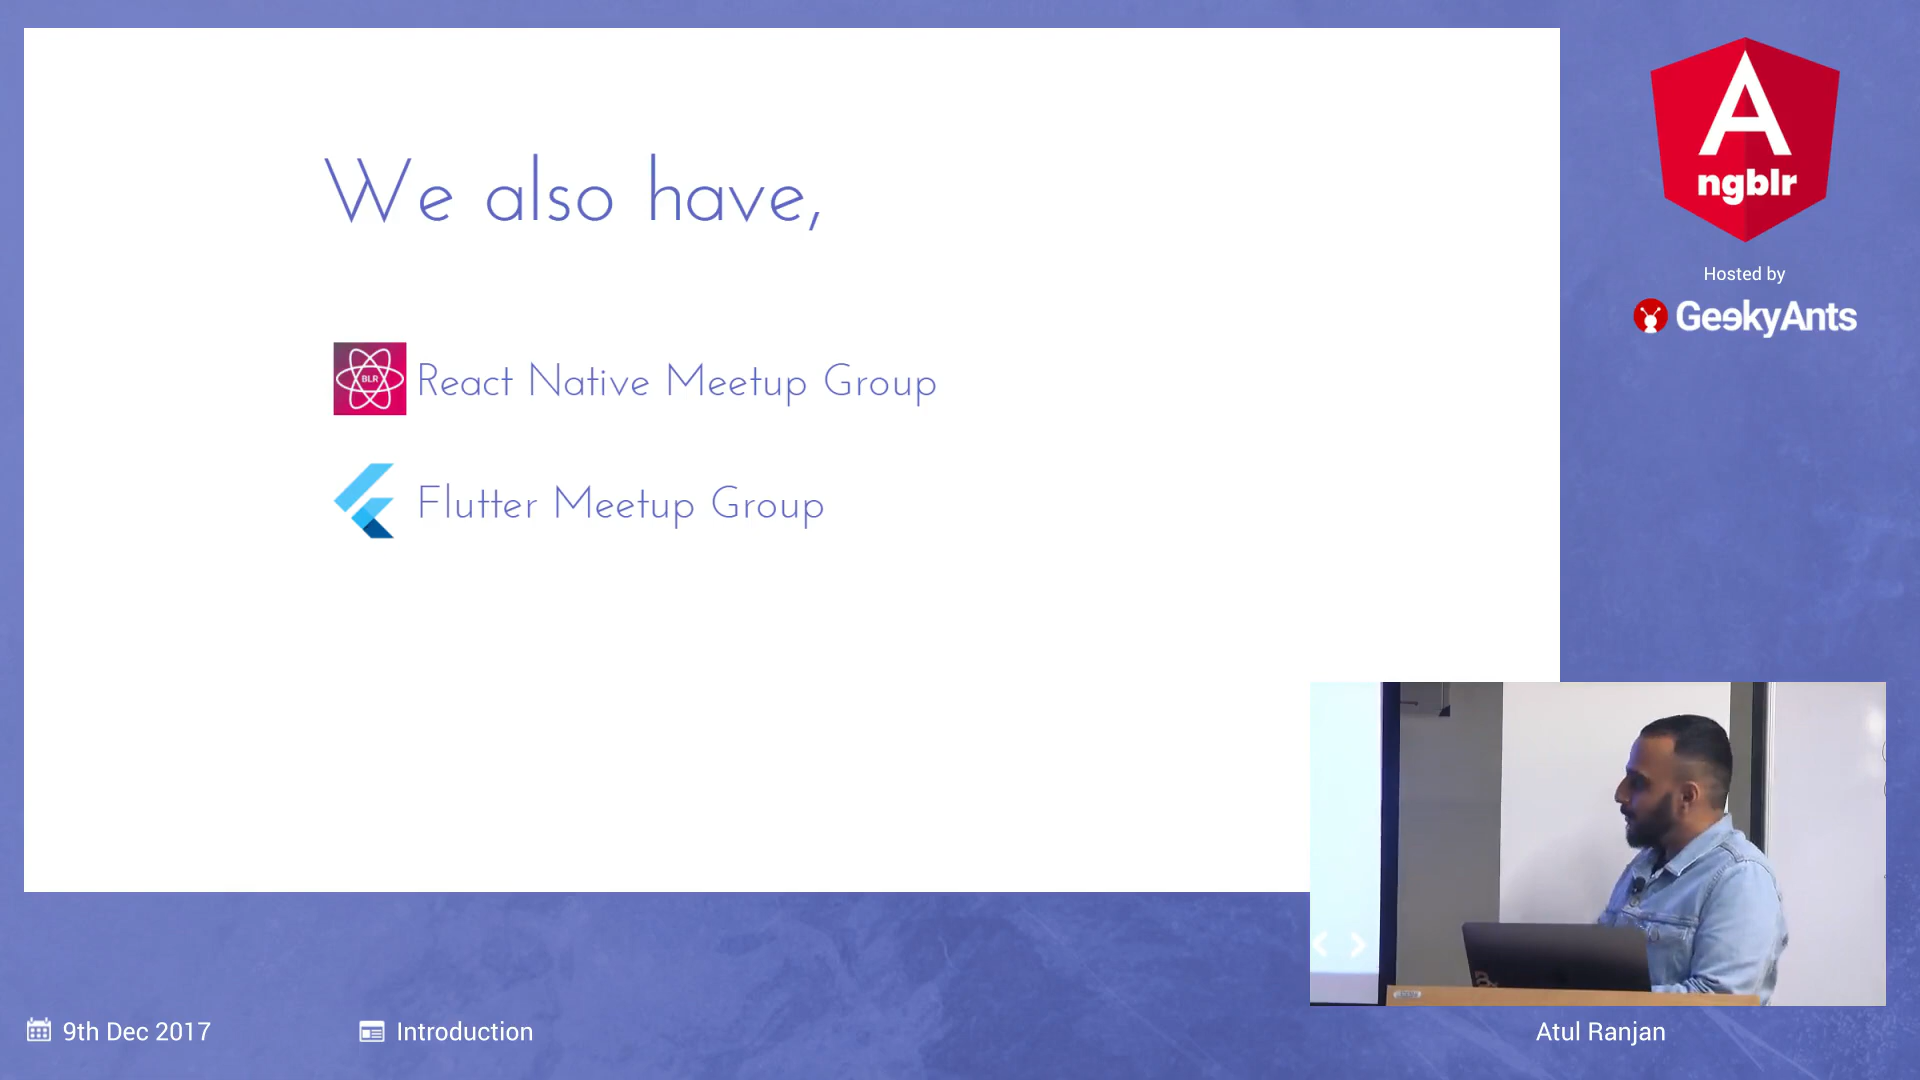 We also have,
BLR
React Native Meetup Group
Flutter Meetup Group
A
ngblr
Hosted by
GeekyAnts
9th Dec 2017
Introduction
Atul Ranjan